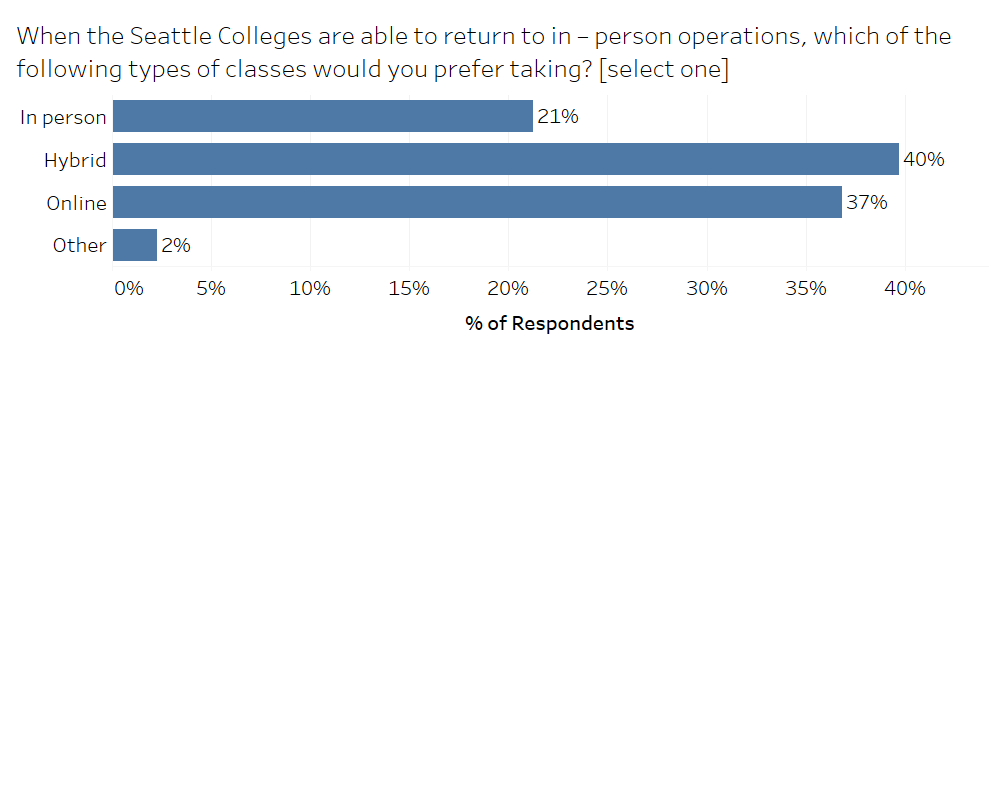 When the Seattle Colleges are able to return to in – person operations, which of the
following types of classes would you prefer taking? [select one]
In person 21%
Hybrid 40%
Online 37%
Other 2%
0% 5% 10% 15% 20% 25% 30% 35% 40%
% of Respondents